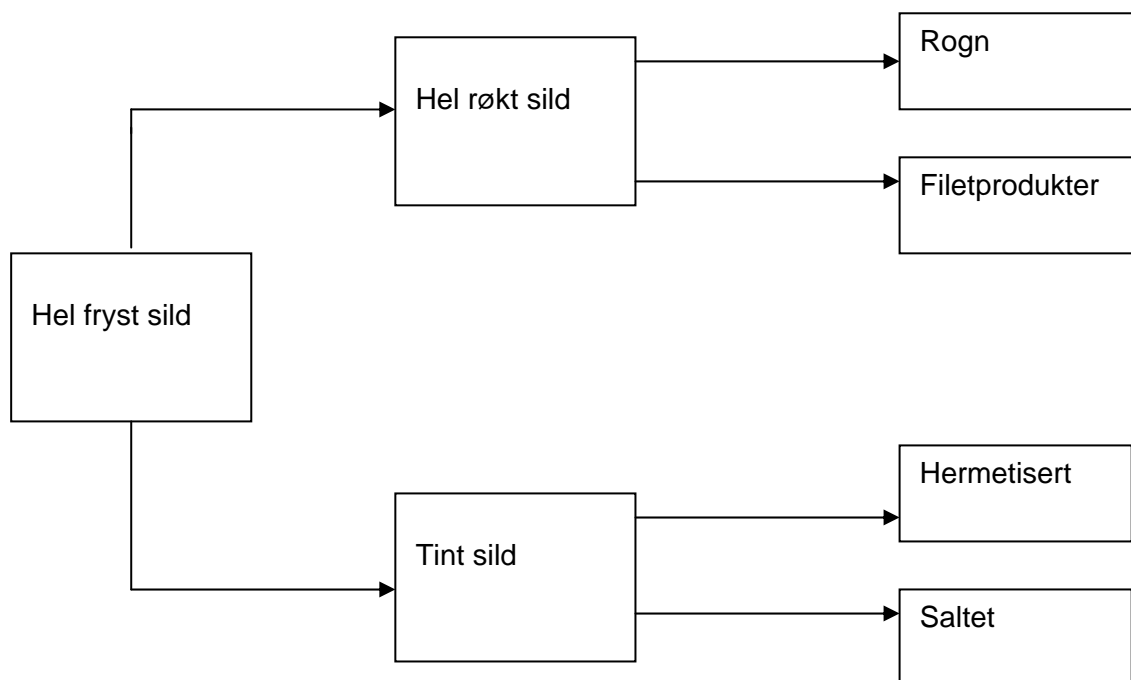 Rogn
Hel røkt sild
Filetprodukter
Hel fryst sild
Hermetisert
Tint sild
Saltet